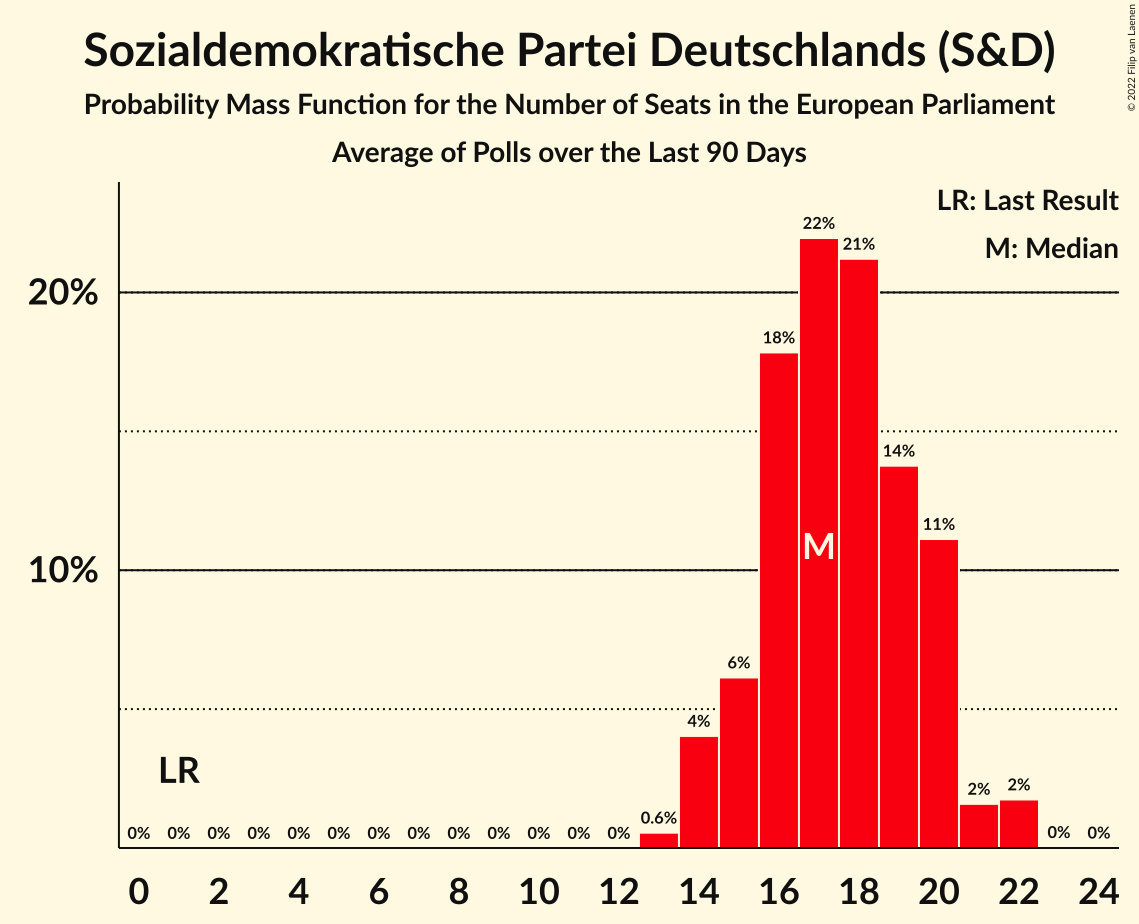 Sozialdemokratische Partei Deutschlands (S&D)
Probability Mass Function for the Number of Seats in the European Parliament
Average of Polls over the Last 90 Days
© 2022 Filip van Laenen
LR: Last Result
M: Median
22%
21%
20%
18%
14%
11%
M
10%
6%
4%
LR
2%
2%
0.6%
0% 0% 0% 0% 0% 0% 0% 0% 0% 0% 0% 0% 0% 0% 0%
0 2 4 6 8 10 12 14 16 18 20 22 24